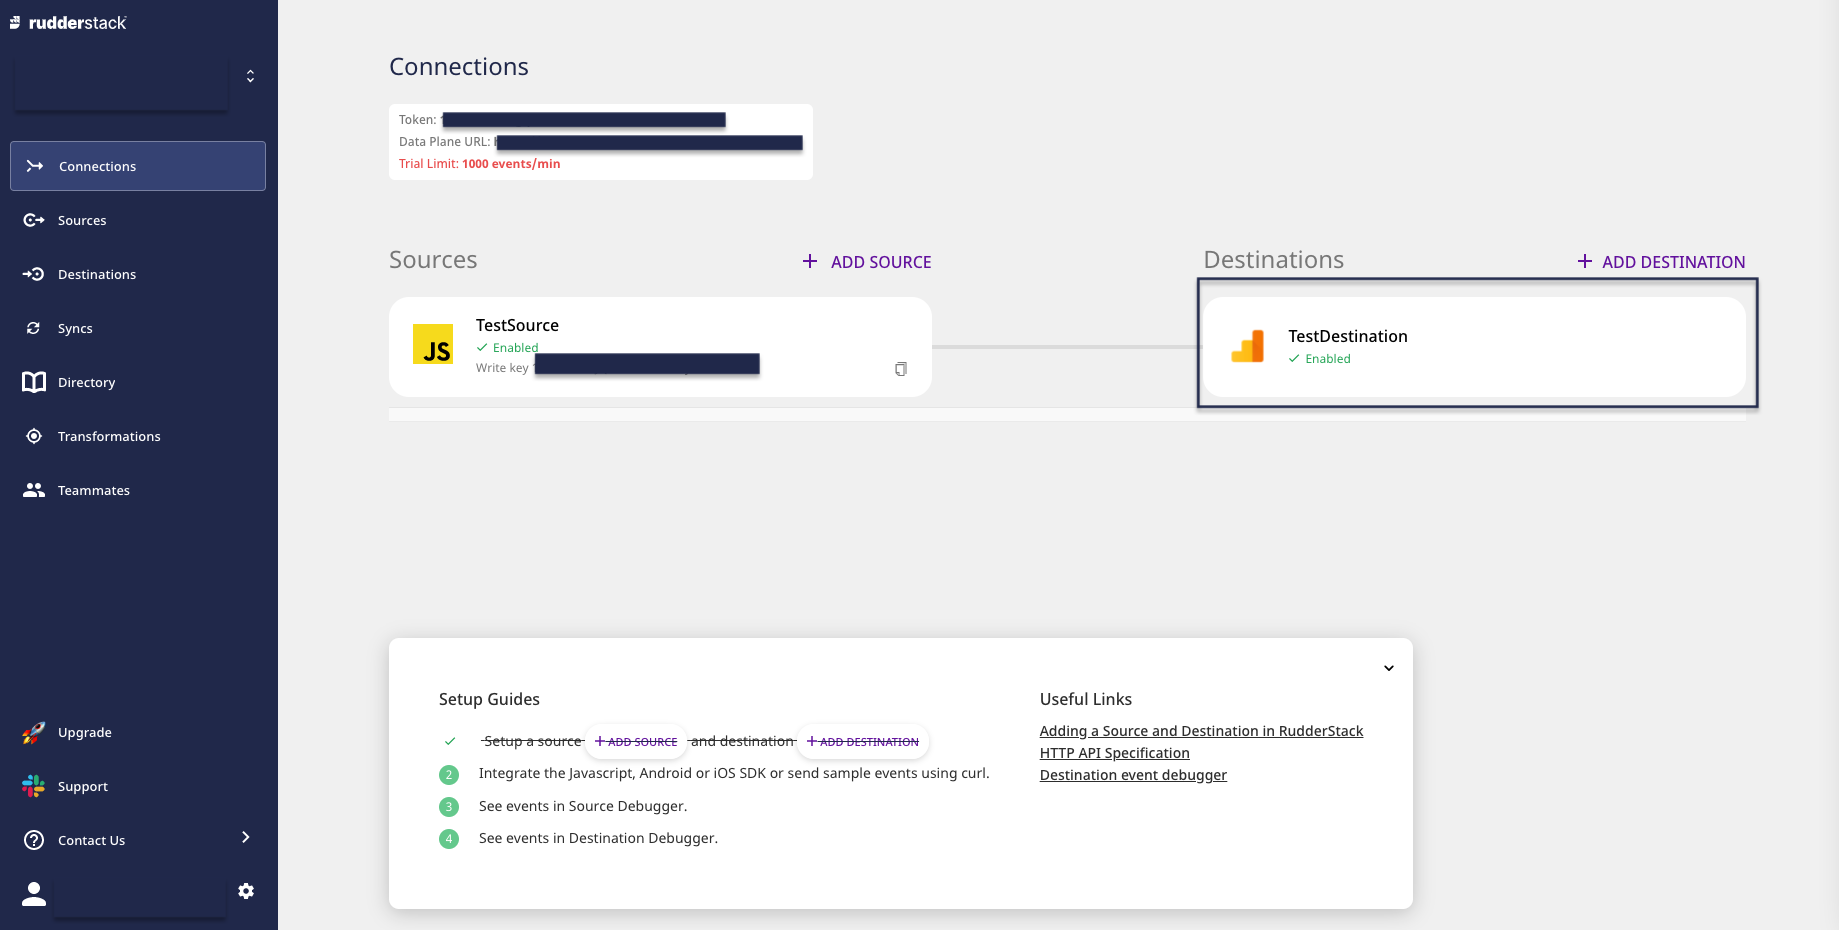 rudderstack
Connections
Sources
Destinations
Syncs
Directory
Transformations
Teammates
Upgrade
Support
Contact Us
Connections
Token:
Data Plane URL:
Trial Limit: 1000 events/min
Sources
+ ADD SOURCE
Destinations
+ ADD DESTINATION
JS
TestSource
Enabled
Write key
TestDestination
Enabled
Setup Guides
Setup a source + ADD SOURCE and destination + ADD DESTINATION
2 Integrate the Javascript, Android or iOS SDK or send sample events using curl.
3 See events in Source Debugger.
4 See events in Destination Debugger.
Useful Links
Adding a Source and Destination in RudderStack
HTTP API Specification
Destination event debugger